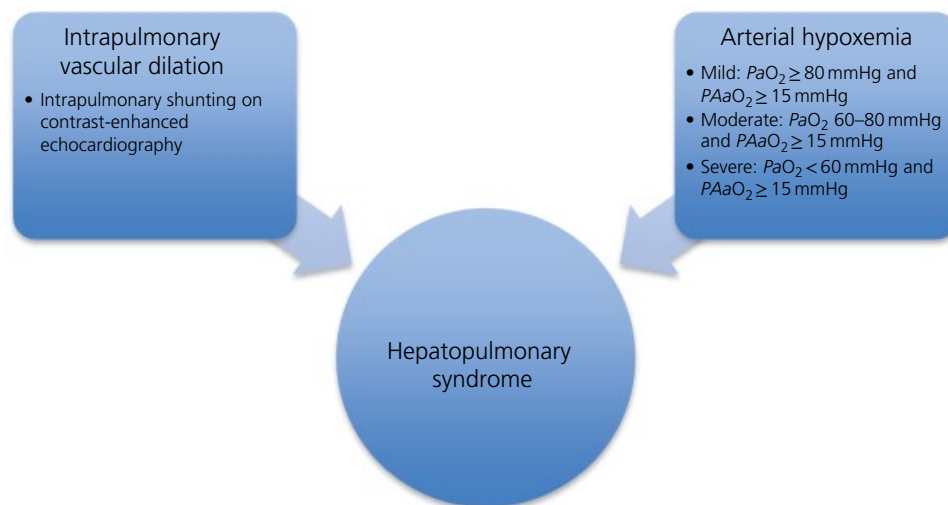 Intrapulmonary
vascular dilation
• Intrapulmonary shunting on
contrast-enhanced
echocardiography
Arterial hypoxemia
• Mild: PaO₂ ≥ 80 mmHg and
PAaO₂ ≥ 15 mmHg
• Moderate: PaO₂ 60–80 mmHg
and PAaO₂ ≥ 15 mmHg
• Severe: PaO₂ < 60 mmHg and
PAaO₂ ≥ 15 mmHg
Hepatopulmonary
syndrome